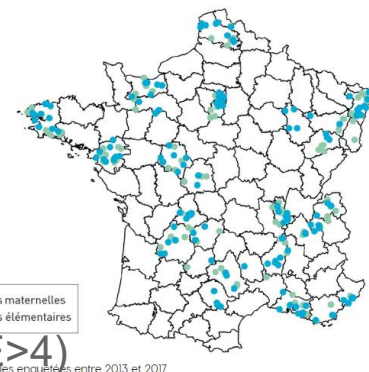 s maternelles
s élémentaires
>4)
les enquêtées entre 2013 et 2017